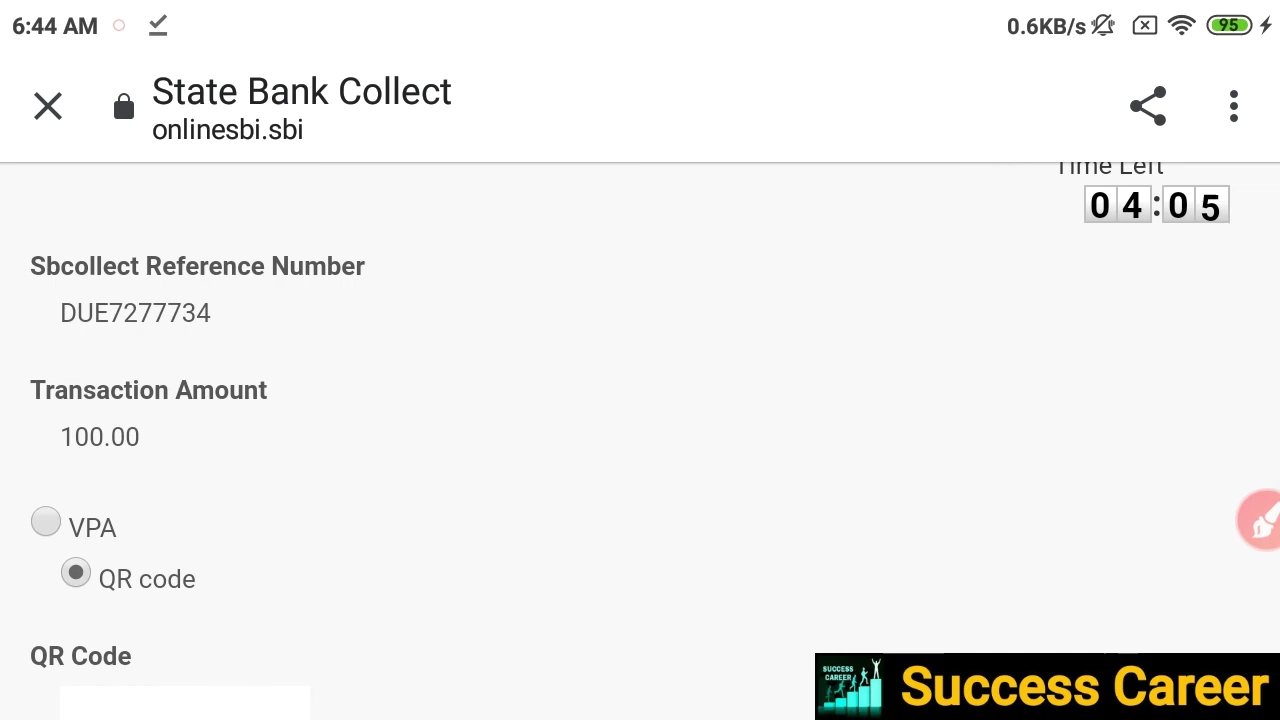 6:44 AM
0.6KB/s
95
State Bank Collect
onlinesbi.sbi
Time Left
04:05
Sbcollect Reference Number
DUE7277734
Transaction Amount
100.00
VPA
QR code
QR Code
SUCCESS
CAREER
Success Career